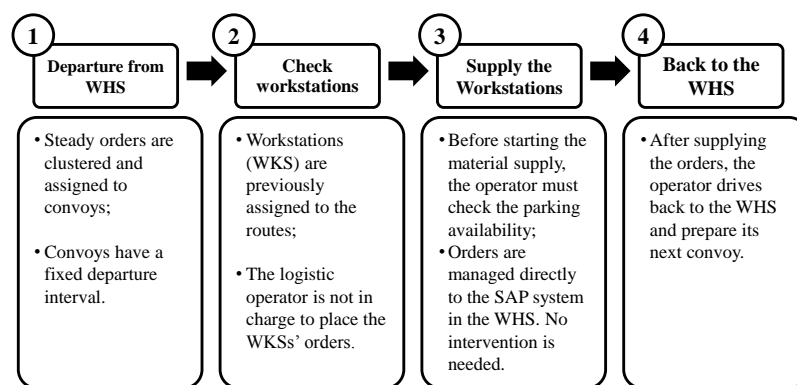 1
Departure from
WHS
• Steady orders are
clustered and
assigned to
convoys;
• Convoys have a
fixed departure
interval.
2
Check
workstations
• Workstations
(WKS) are
previously
assigned to the
routes;
• The logistic
operator is not in
charge to place the
WKSs’ orders.
3
Supply the
Workstations
• Before starting the
material supply,
the operator must
check the parking
availability;
• Orders are
managed directly
to the SAP system
in the WHS. No
intervention is
needed.
4
Back to the
WHS
• After supplying
the orders, the
operator drives
back to the WHS
and prepare its
next convoy.